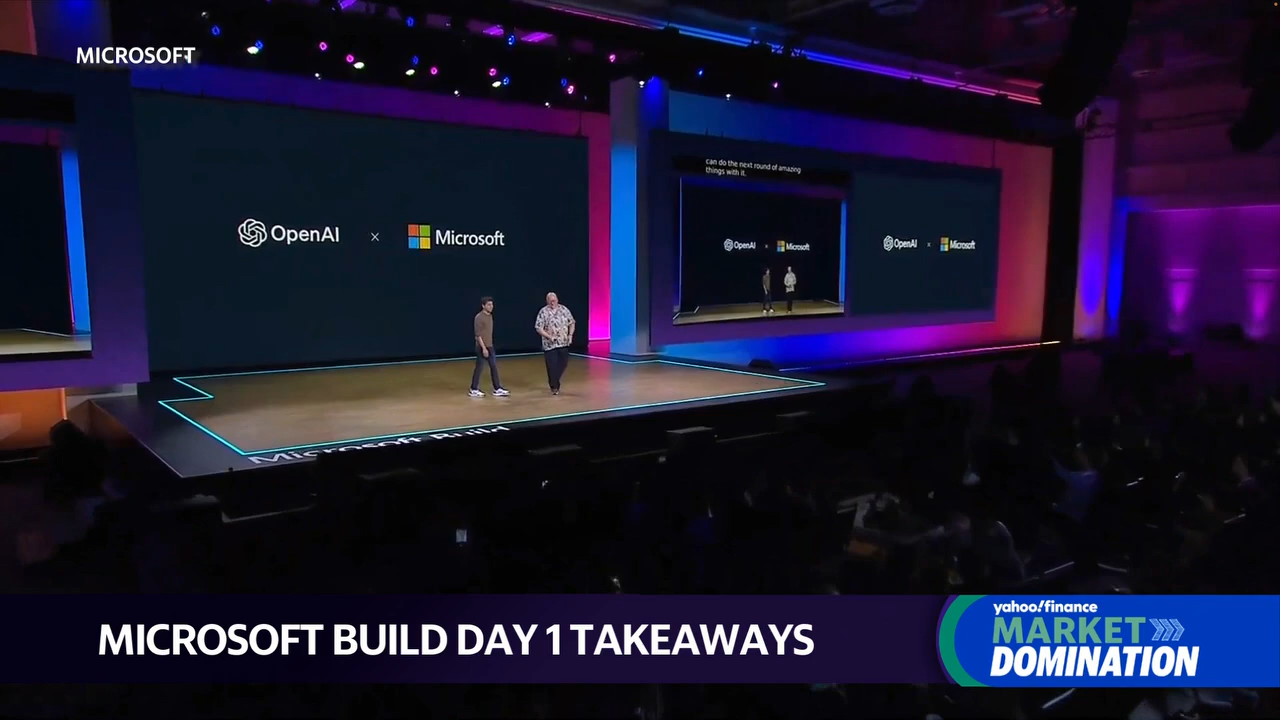 MICROSOFT
can do the next round of amazing
things with it.
OpenAI × Microsoft
OpenAI × Microsoft
OpenAI × Microsoft
Microsoft Build
MICROSOFT BUILD DAY 1 TAKEAWAYS
yahoo!finance
MARKET
DOMINATION